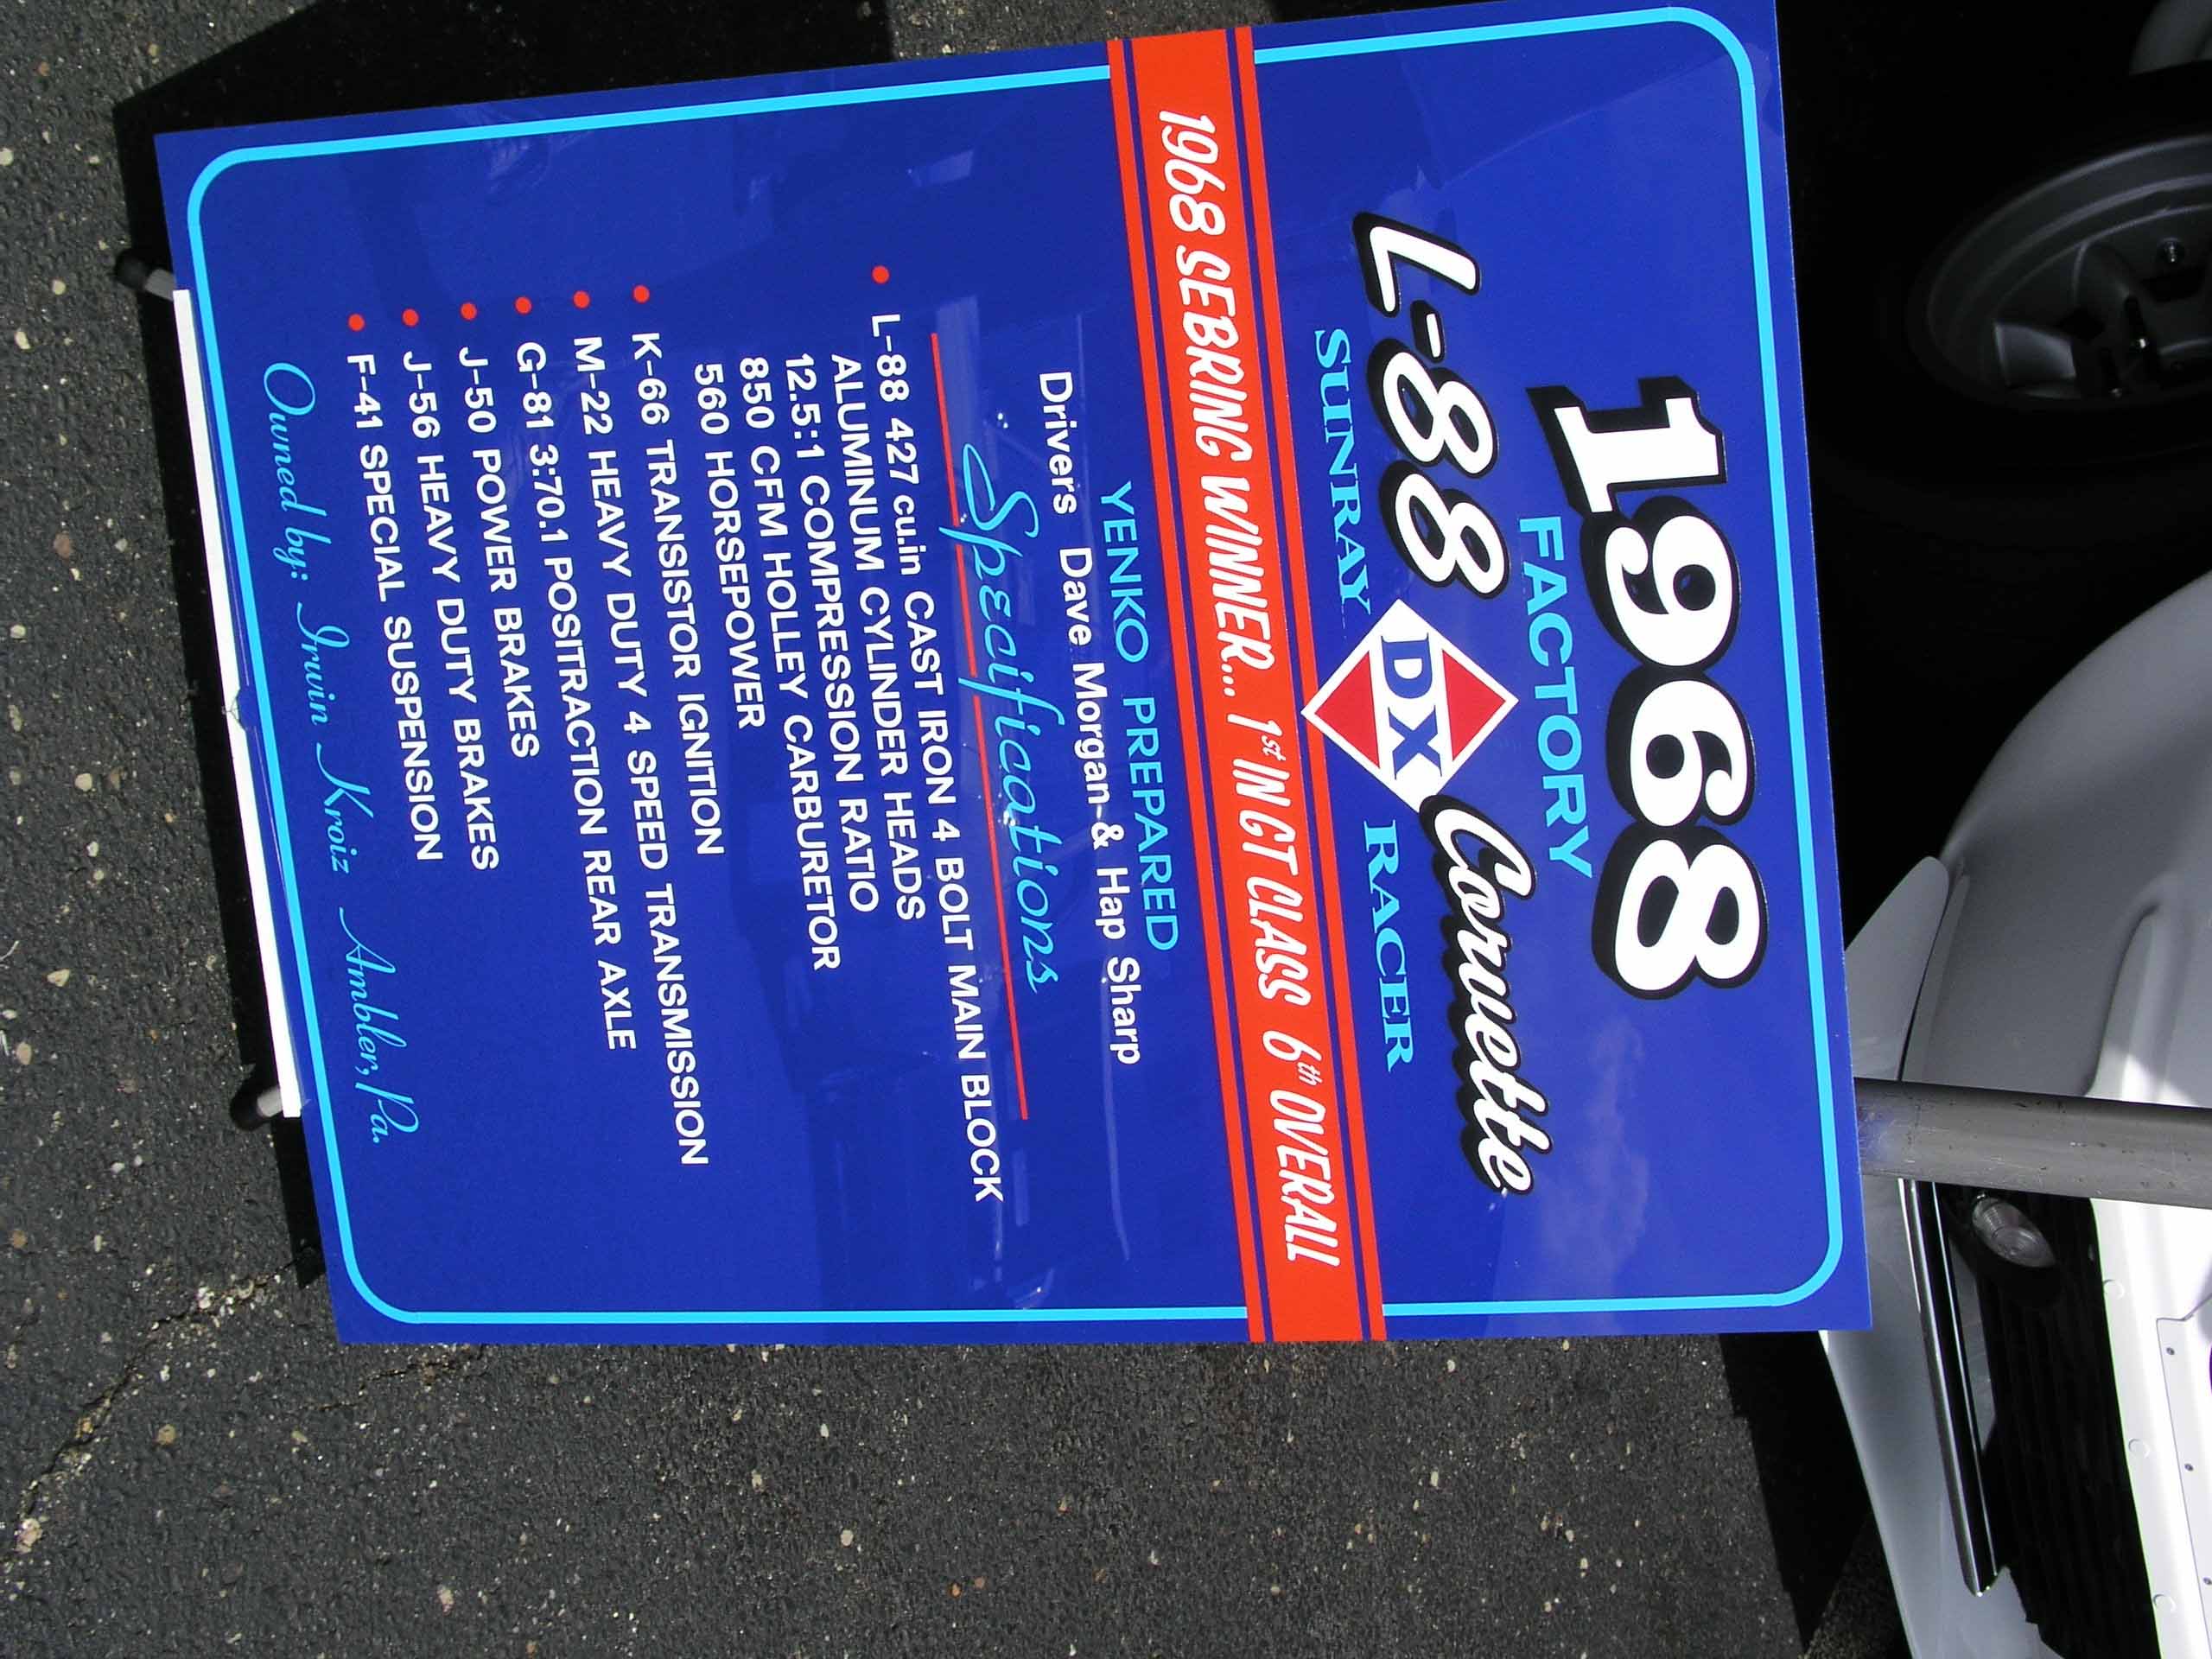 1968
FACTORY
L-88 DX Corvette
SUNRAY RACER
1968 SEBRING WINNER... 1st IN GT CLASS 6th OVERALL
YENKO PREPARED
Drivers Dave Morgan & Hap Sharp
Specifications
• L-88 427 cu.in CAST IRON 4 BOLT MAIN BLOCK
ALUMINUM CYLINDER HEADS
12.5:1 COMPRESSION RATIO
850 CFM HOLLEY CARBURETOR
560 HORSEPOWER
• K-66 TRANSISTOR IGNITION
• M-22 HEAVY DUTY 4 SPEED TRANSMISSION
• G-81 3:70.1 POSITRACTION REAR AXLE
• J-50 POWER BRAKES
• J-56 HEAVY DUTY BRAKES
• F-41 SPECIAL SUSPENSION
Owned by: Irwin Kroiz Ambler, Pa.